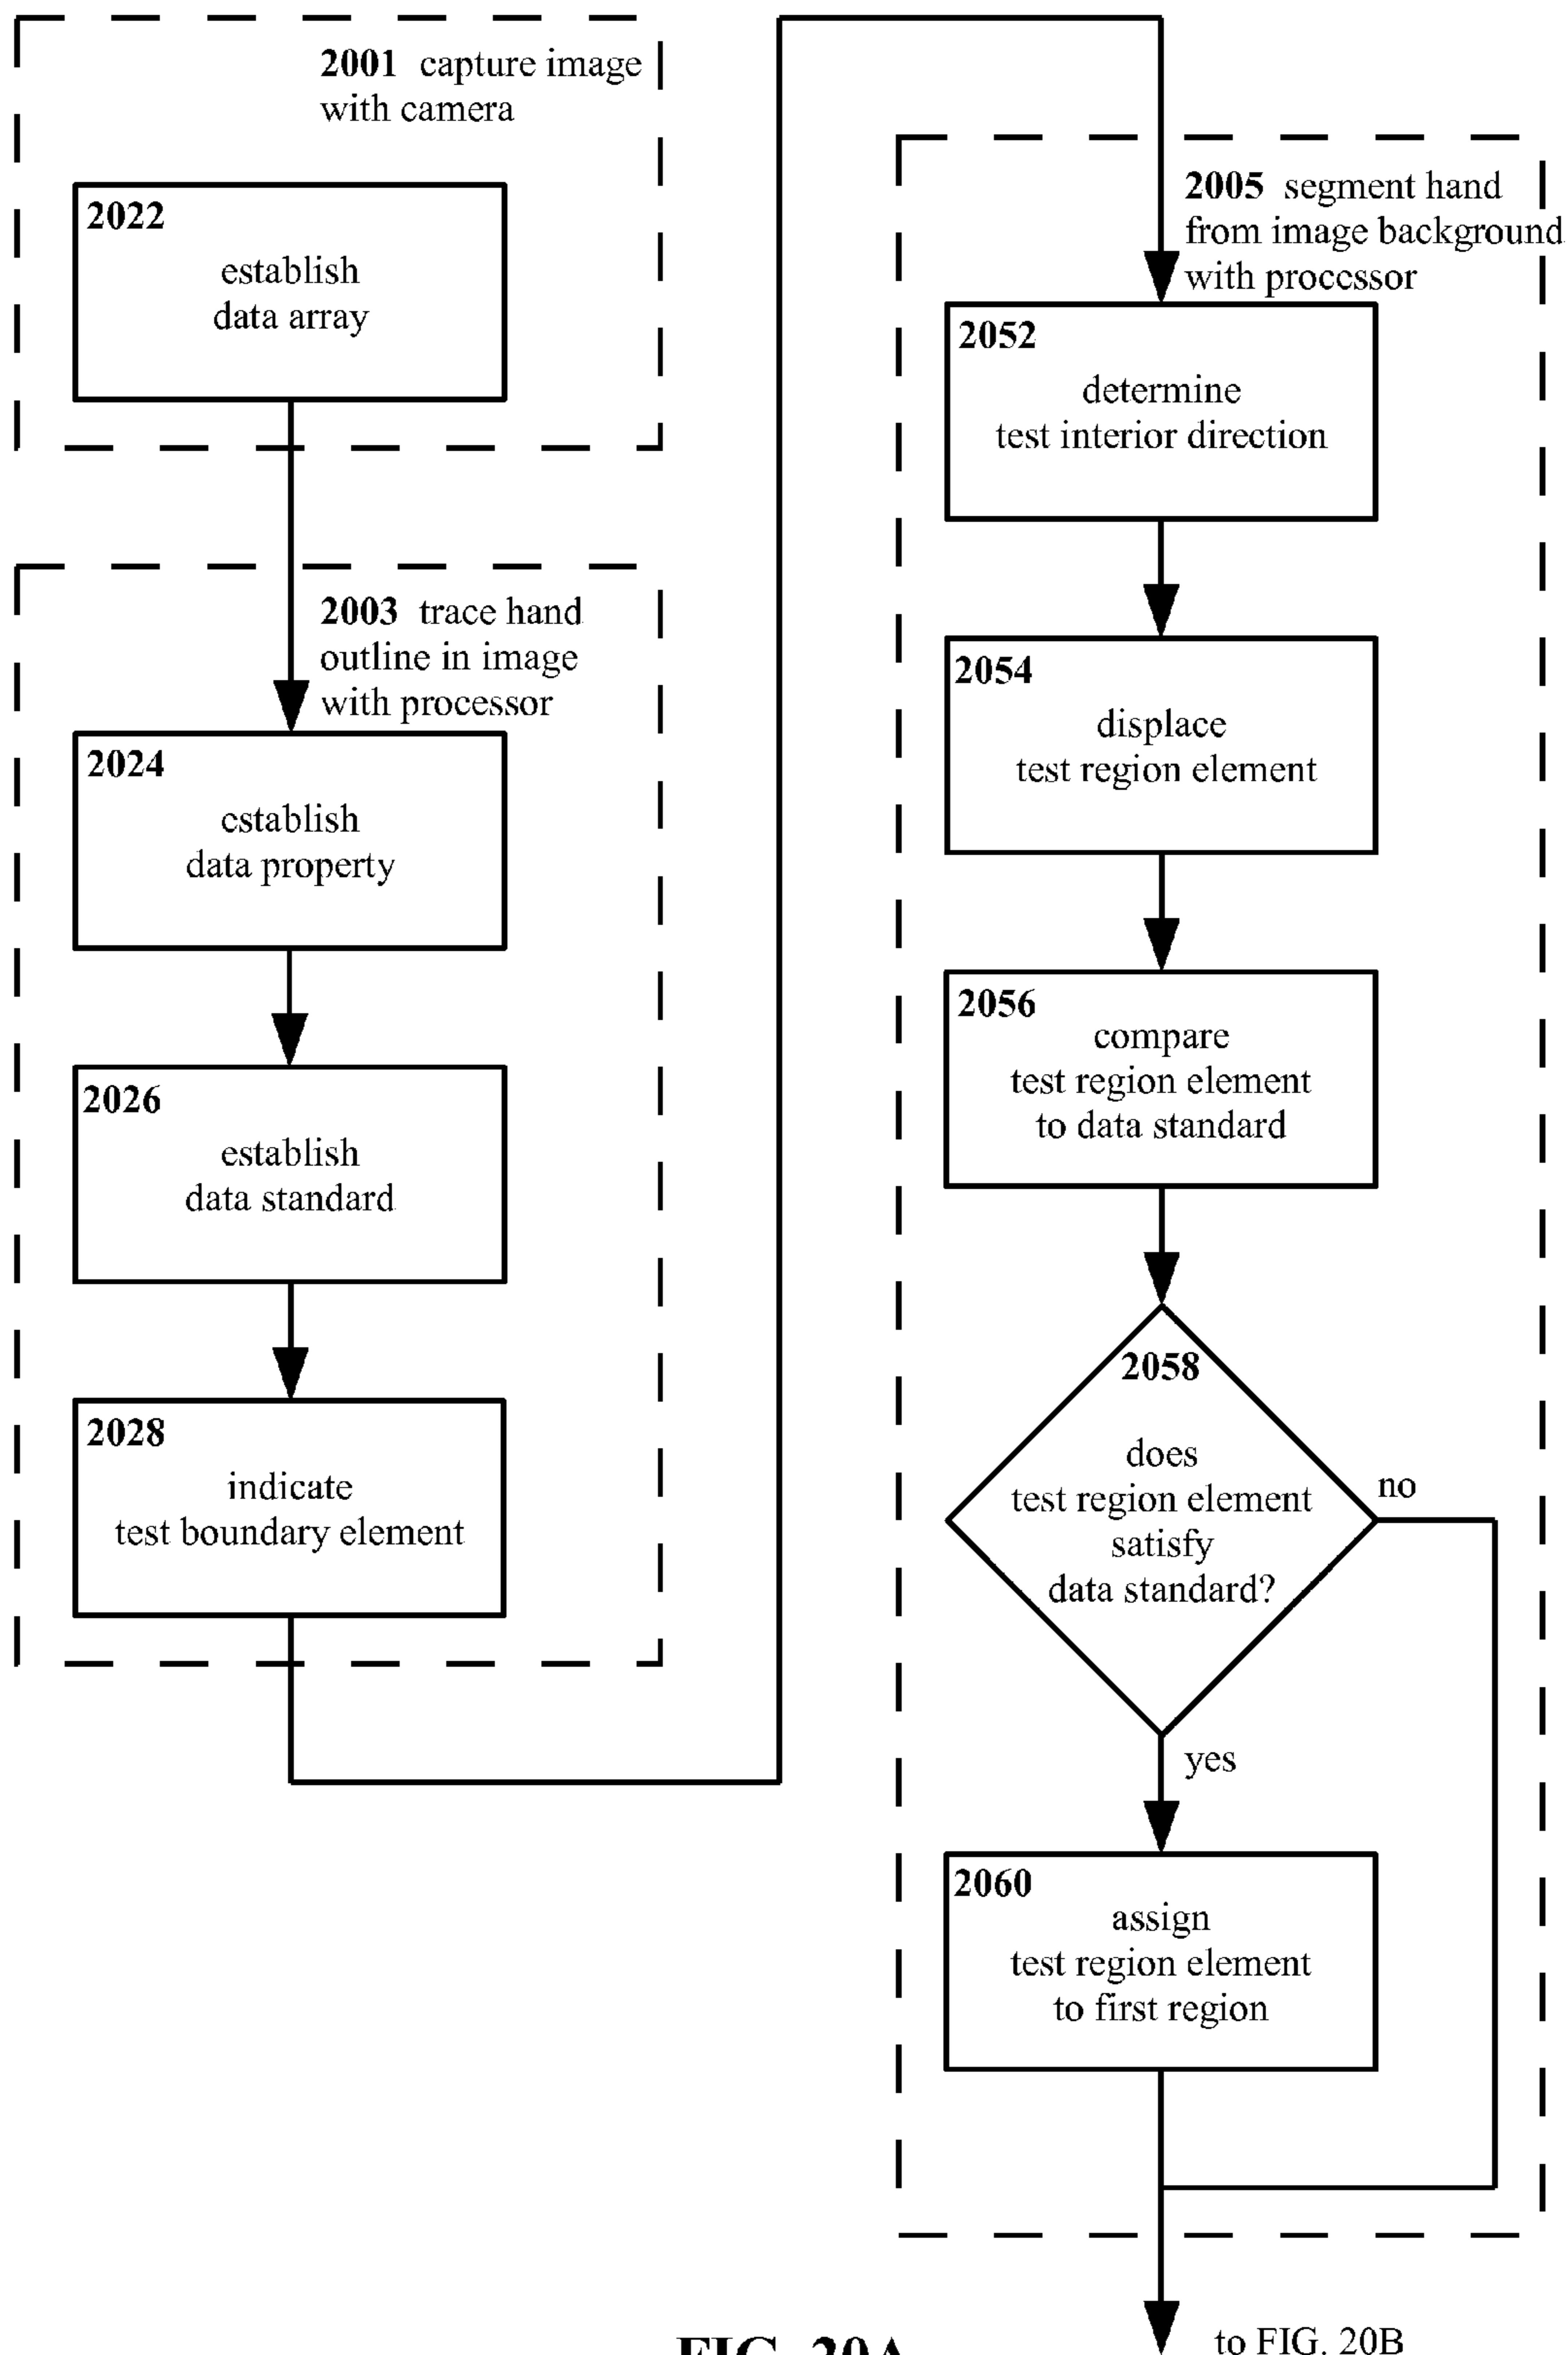 2001 capture image
with camera
2022
establish
data array
2003 trace hand
outline in image
with processor
2024
establish
data property
2026
establish
data standard
2028
indicate
test boundary element
2005 segment hand
from image background
with processor
2052
determine
test interior direction
2054
displace
test region element
2056
compare
test region element
to data standard
2058
does
test region element
satisfy
data standard?
no
yes
2060
assign
test region element
to first region
to FIG. 20B
FIG. 20A